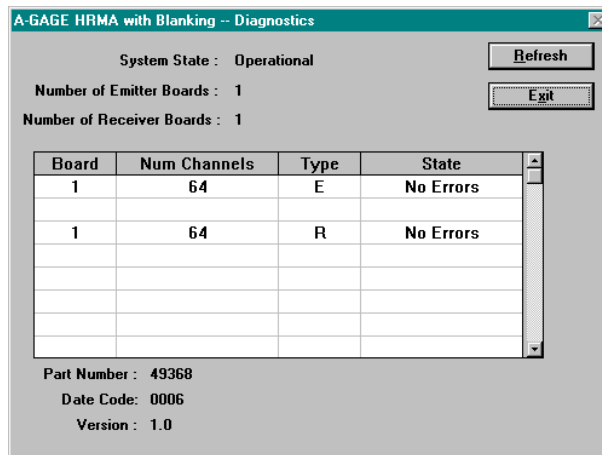 A-GAGE HRMA with Blanking -- Diagnostics
System State : Operational
Refresh
Number of Emitter Boards : 1
Exit
Number of Receiver Boards : 1
Board Num Channels Type State
1 64 E No Errors
1 64 R No Errors
Part Number : 49368
Date Code: 0006
Version : 1.0